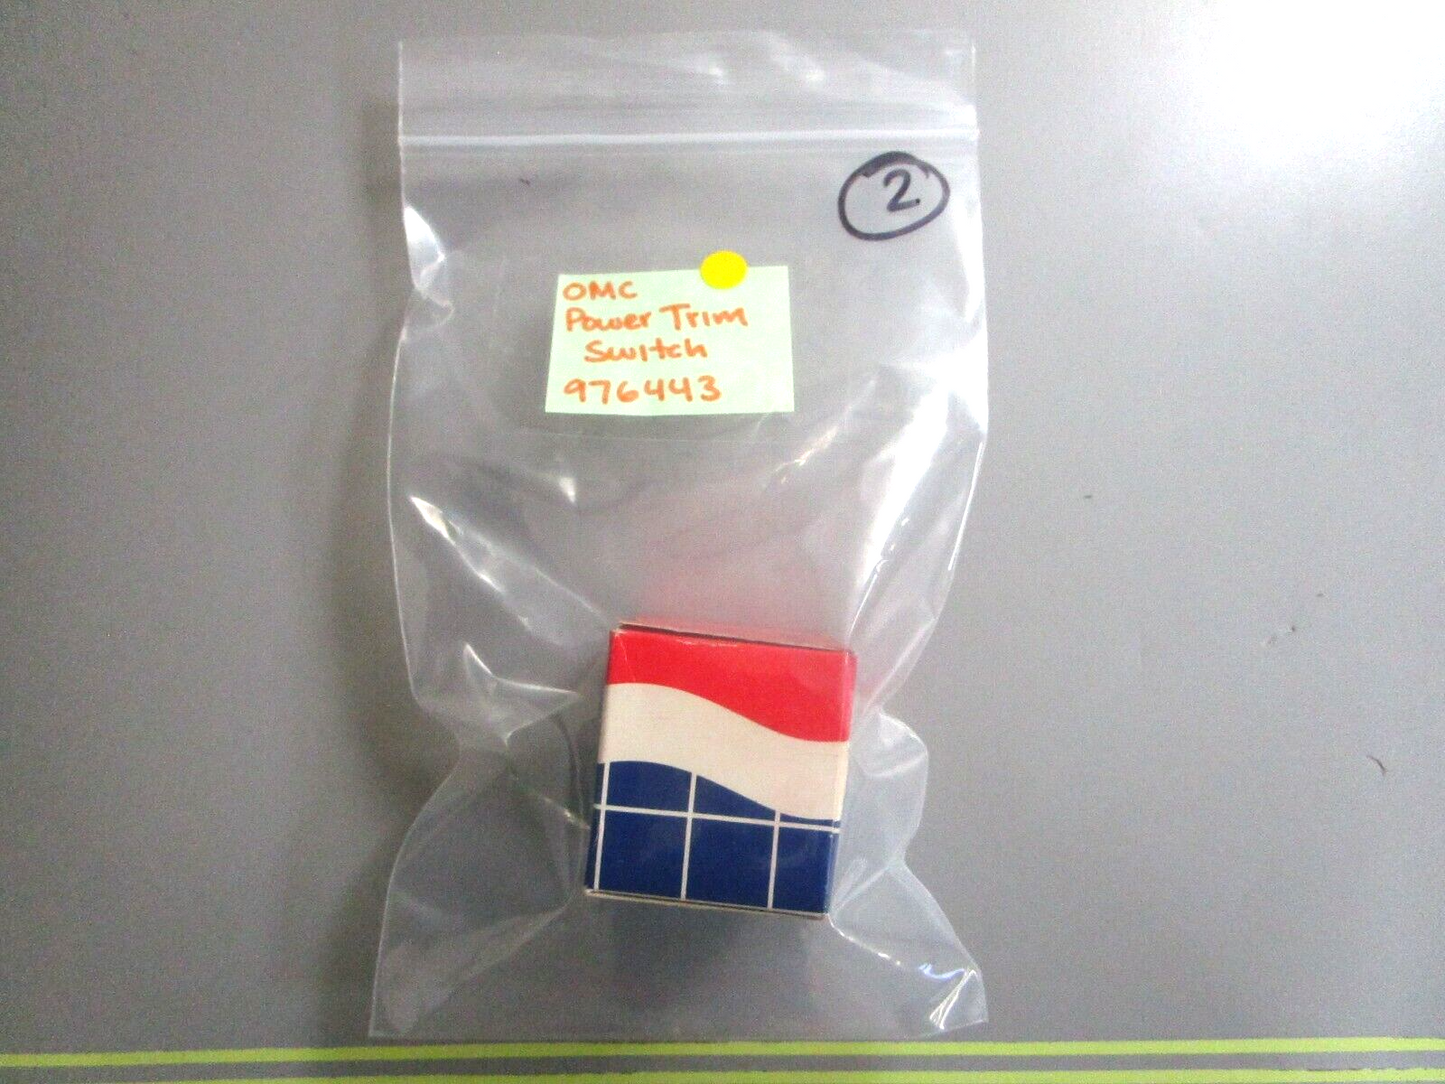 2
OMC
Power Trim
Switch
976443